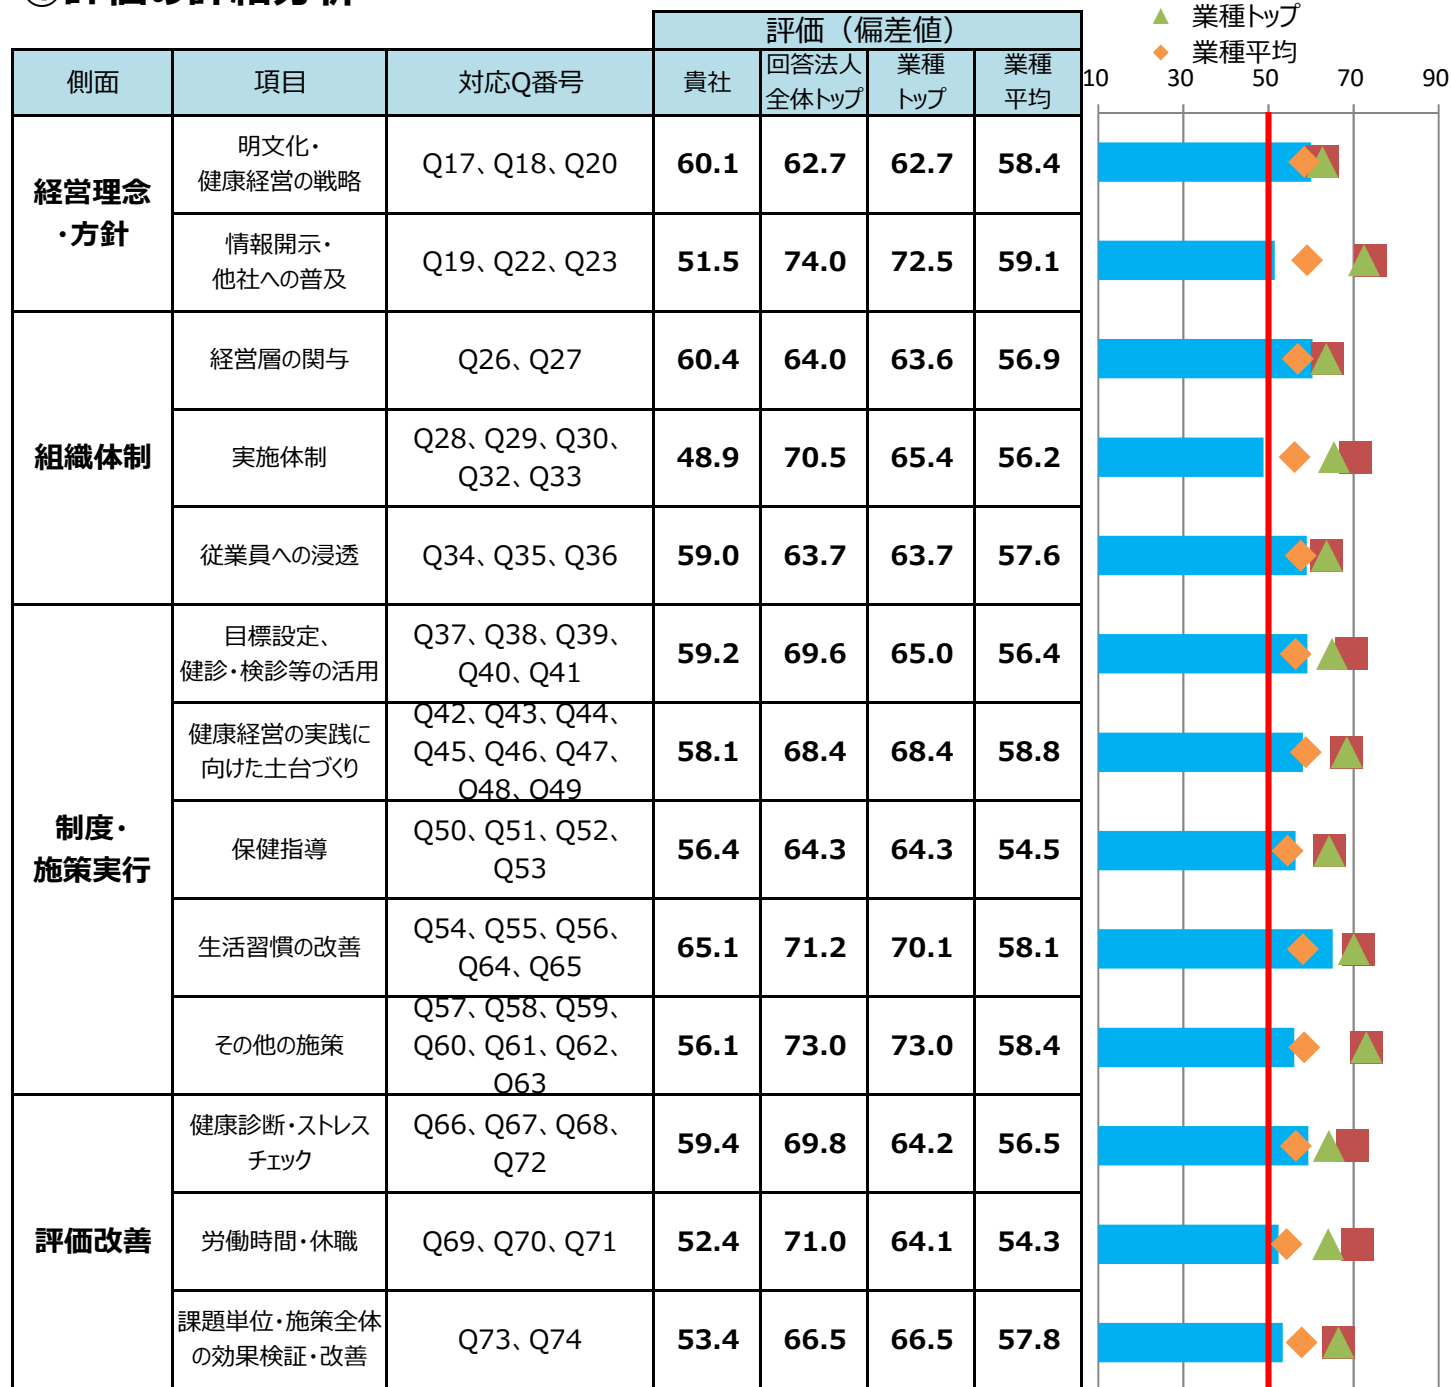 ①評価の詳細分析
▲ 業種トップ
◆ 業種平均
評価（偏差値）
側面 項目 対応Q番号 貴社 回答法人 業種 業種
全体トップ トップ 平均
10 30 50 70 90
経営理念
・方針
明文化・
健康経営の戦略
Q17、Q18、Q20 60.1 62.7 62.7 58.4
情報開示・
他社への普及
Q19、Q22、Q23 51.5 74.0 72.5 59.1
組織体制
経営層の関与 Q26、Q27 60.4 64.0 63.6 56.9
実施体制
Q28、Q29、Q30、
Q32、Q33
48.9 70.5 65.4 56.2
従業員への浸透 Q34、Q35、Q36 59.0 63.7 63.7 57.6
制度・
施策実行
目標設定、
健診・検診等の活用
Q37、Q38、Q39、
Q40、Q41
59.2 69.6 65.0 56.4
健康経営の実践に
向けた土台づくり
Q42、Q43、Q44、
Q45、Q46、Q47、
Q48、Q49
58.1 68.4 68.4 58.8
保健指導
Q50、Q51、Q52、
Q53
56.4 64.3 64.3 54.5
生活習慣の改善
Q54、Q55、Q56、
Q64、Q65
65.1 71.2 70.1 58.1
その他の施策
Q57、Q58、Q59、
Q60、Q61、Q62、
Q63
56.1 73.0 73.0 58.4
評価改善
健康診断・ストレス
チェック
Q66、Q67、Q68、
Q72
59.4 69.8 64.2 56.5
労働時間・休職 Q69、Q70、Q71 52.4 71.0 64.1 54.3
課題単位・施策全体
の効果検証・改善
Q73、Q74 53.4 66.5 66.5 57.8